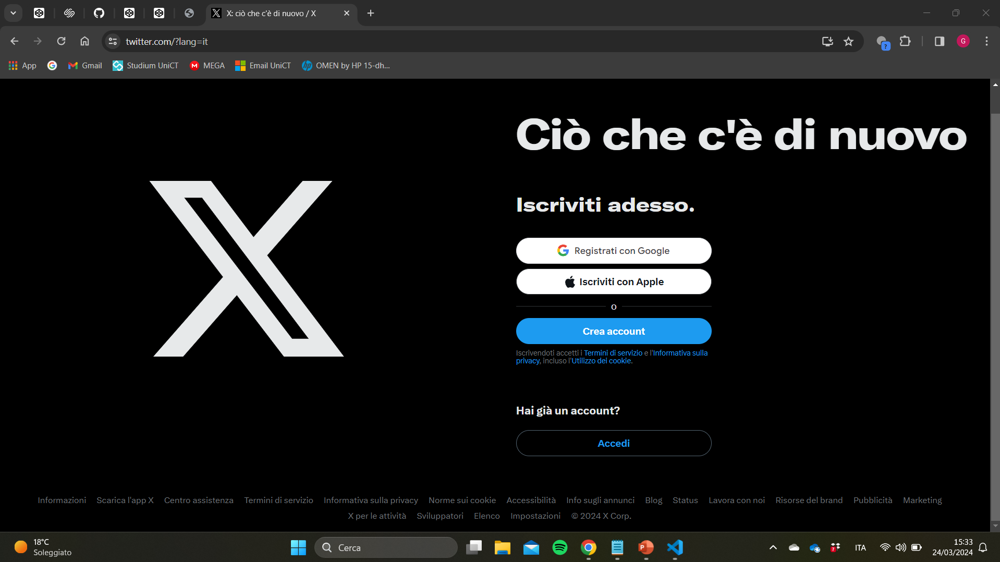 X: ciò che c'è di nuovo / X
twitter.com/?lang=it
G
?
App
Gmail
Studium UniCT
M MEGA
Email UniCT
hp OMEN by HP 15-dh...
Ciò che c'è di nuovo
Iscriviti adesso.
Registrati con Google
Iscriviti con Apple
o
Crea account
Iscrivendoti accetti i Termini di servizio e l'Informativa sulla
privacy, incluso l'Utilizzo dei cookie.
Hai già un account?
Accedi
Informazioni Scarica l'app X Centro assistenza Termini di servizio Informativa sulla privacy Norme sui cookie Accessibilità Info sugli annunci Blog Status Lavora con noi Risorse del brand Pubblicità Marketing
X per le attività Sviluppatori Elenco Impostazioni © 2024 X Corp.
18°C
Soleggiato
Cerca
P
7
ITA
15:33
24/03/2024